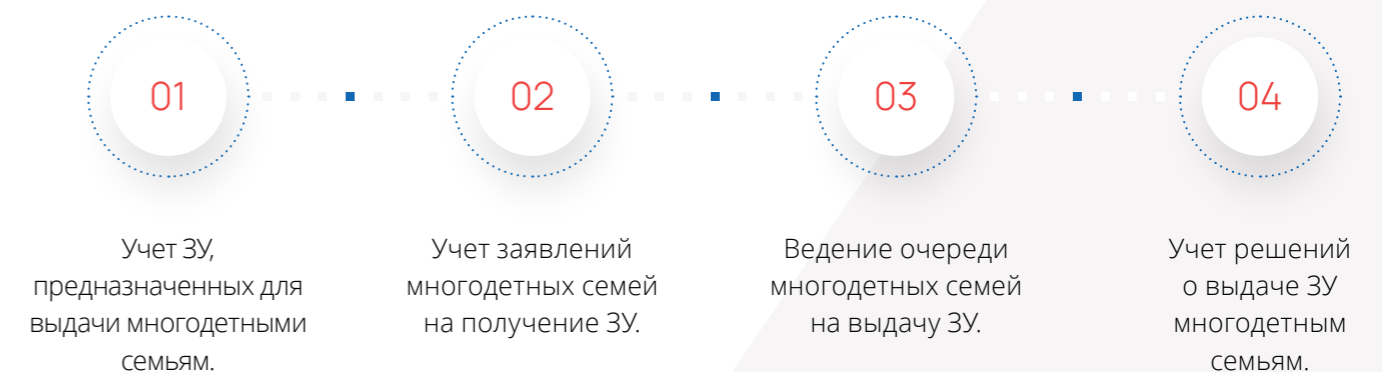 01
02
03
04
Учет ЗУ,
предназначенных для
выдачи многодетными
семьям.
Учет заявлений
многодетных семей
на получение ЗУ.
Ведение очереди
многодетных семей
на выдачу ЗУ.
Учет решений
о выдаче ЗУ
многодетным
семьям.